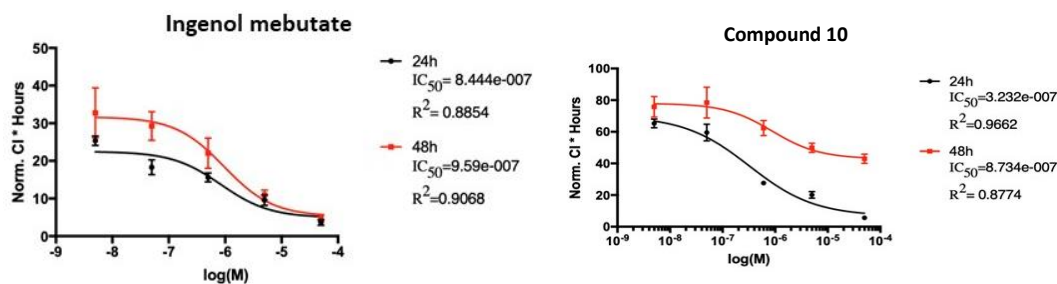 Ingenol mebutate
Norm. CI * Hours
50
40
30
20
10
0
-9
-8
-7
-6
-5
-4
log(M)
24h
IC50= 8.444e-007
R2= 0.8854
48h
IC50=9.59e-007
R2=0.9068
Compound 10
Norm. CI * Hours
100
80
60
40
20
0
10-9
10-8
10-7
10-6
10-5
10-4
log(M)
24h
IC50=3.232e-007
R2=0.9662
48h
IC50=8.734e-007
R2=0.8774